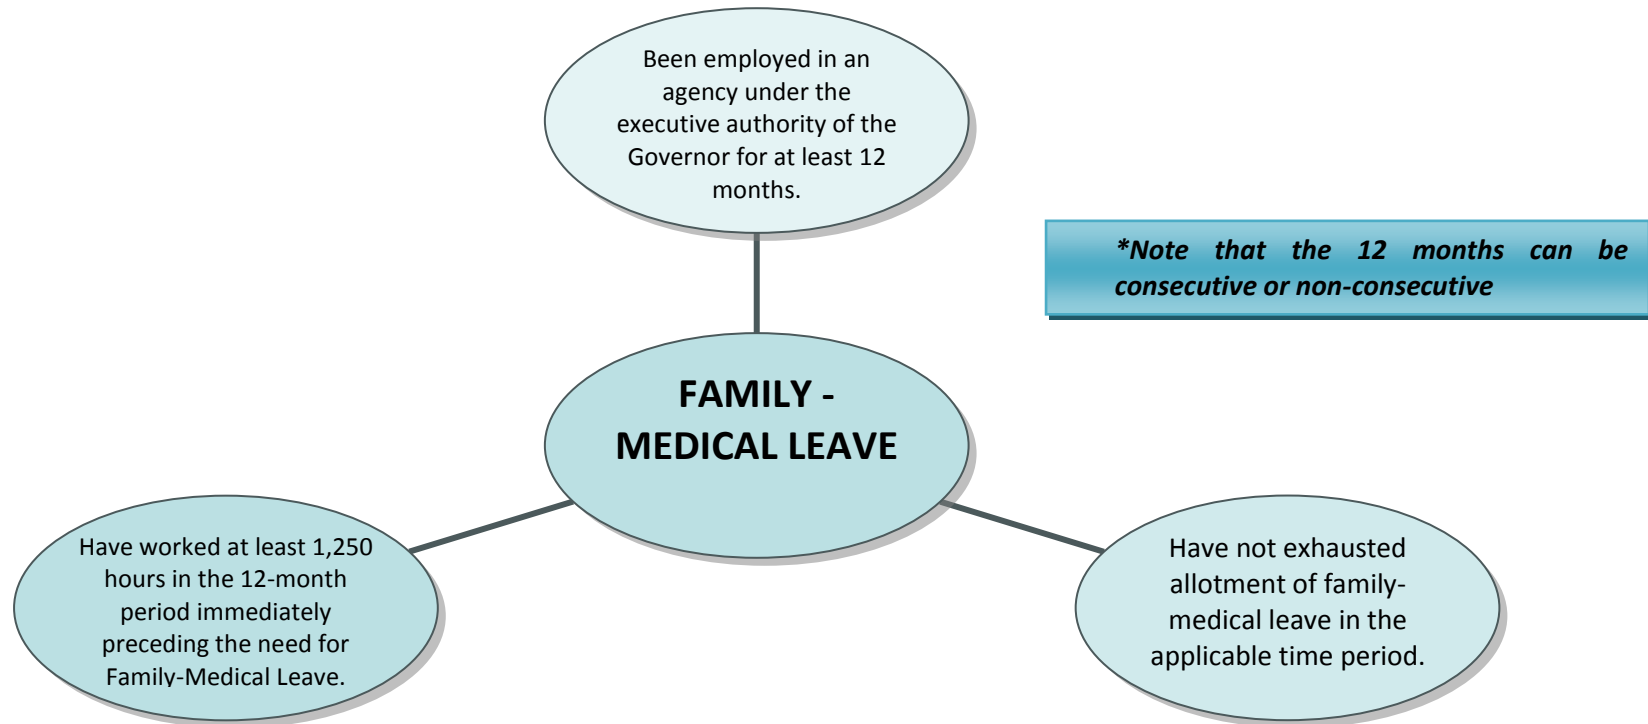 Been employed in an
agency under the
executive authority of the
Governor for at least 12
months.
*Note that the 12 months can be
consecutive or non-consecutive
FAMILY -
MEDICAL LEAVE
Have worked at least 1,250
hours in the 12-month
period immediately
preceding the need for
Family-Medical Leave.
Have not exhausted
allotment of family-
medical leave in the
applicable time period.